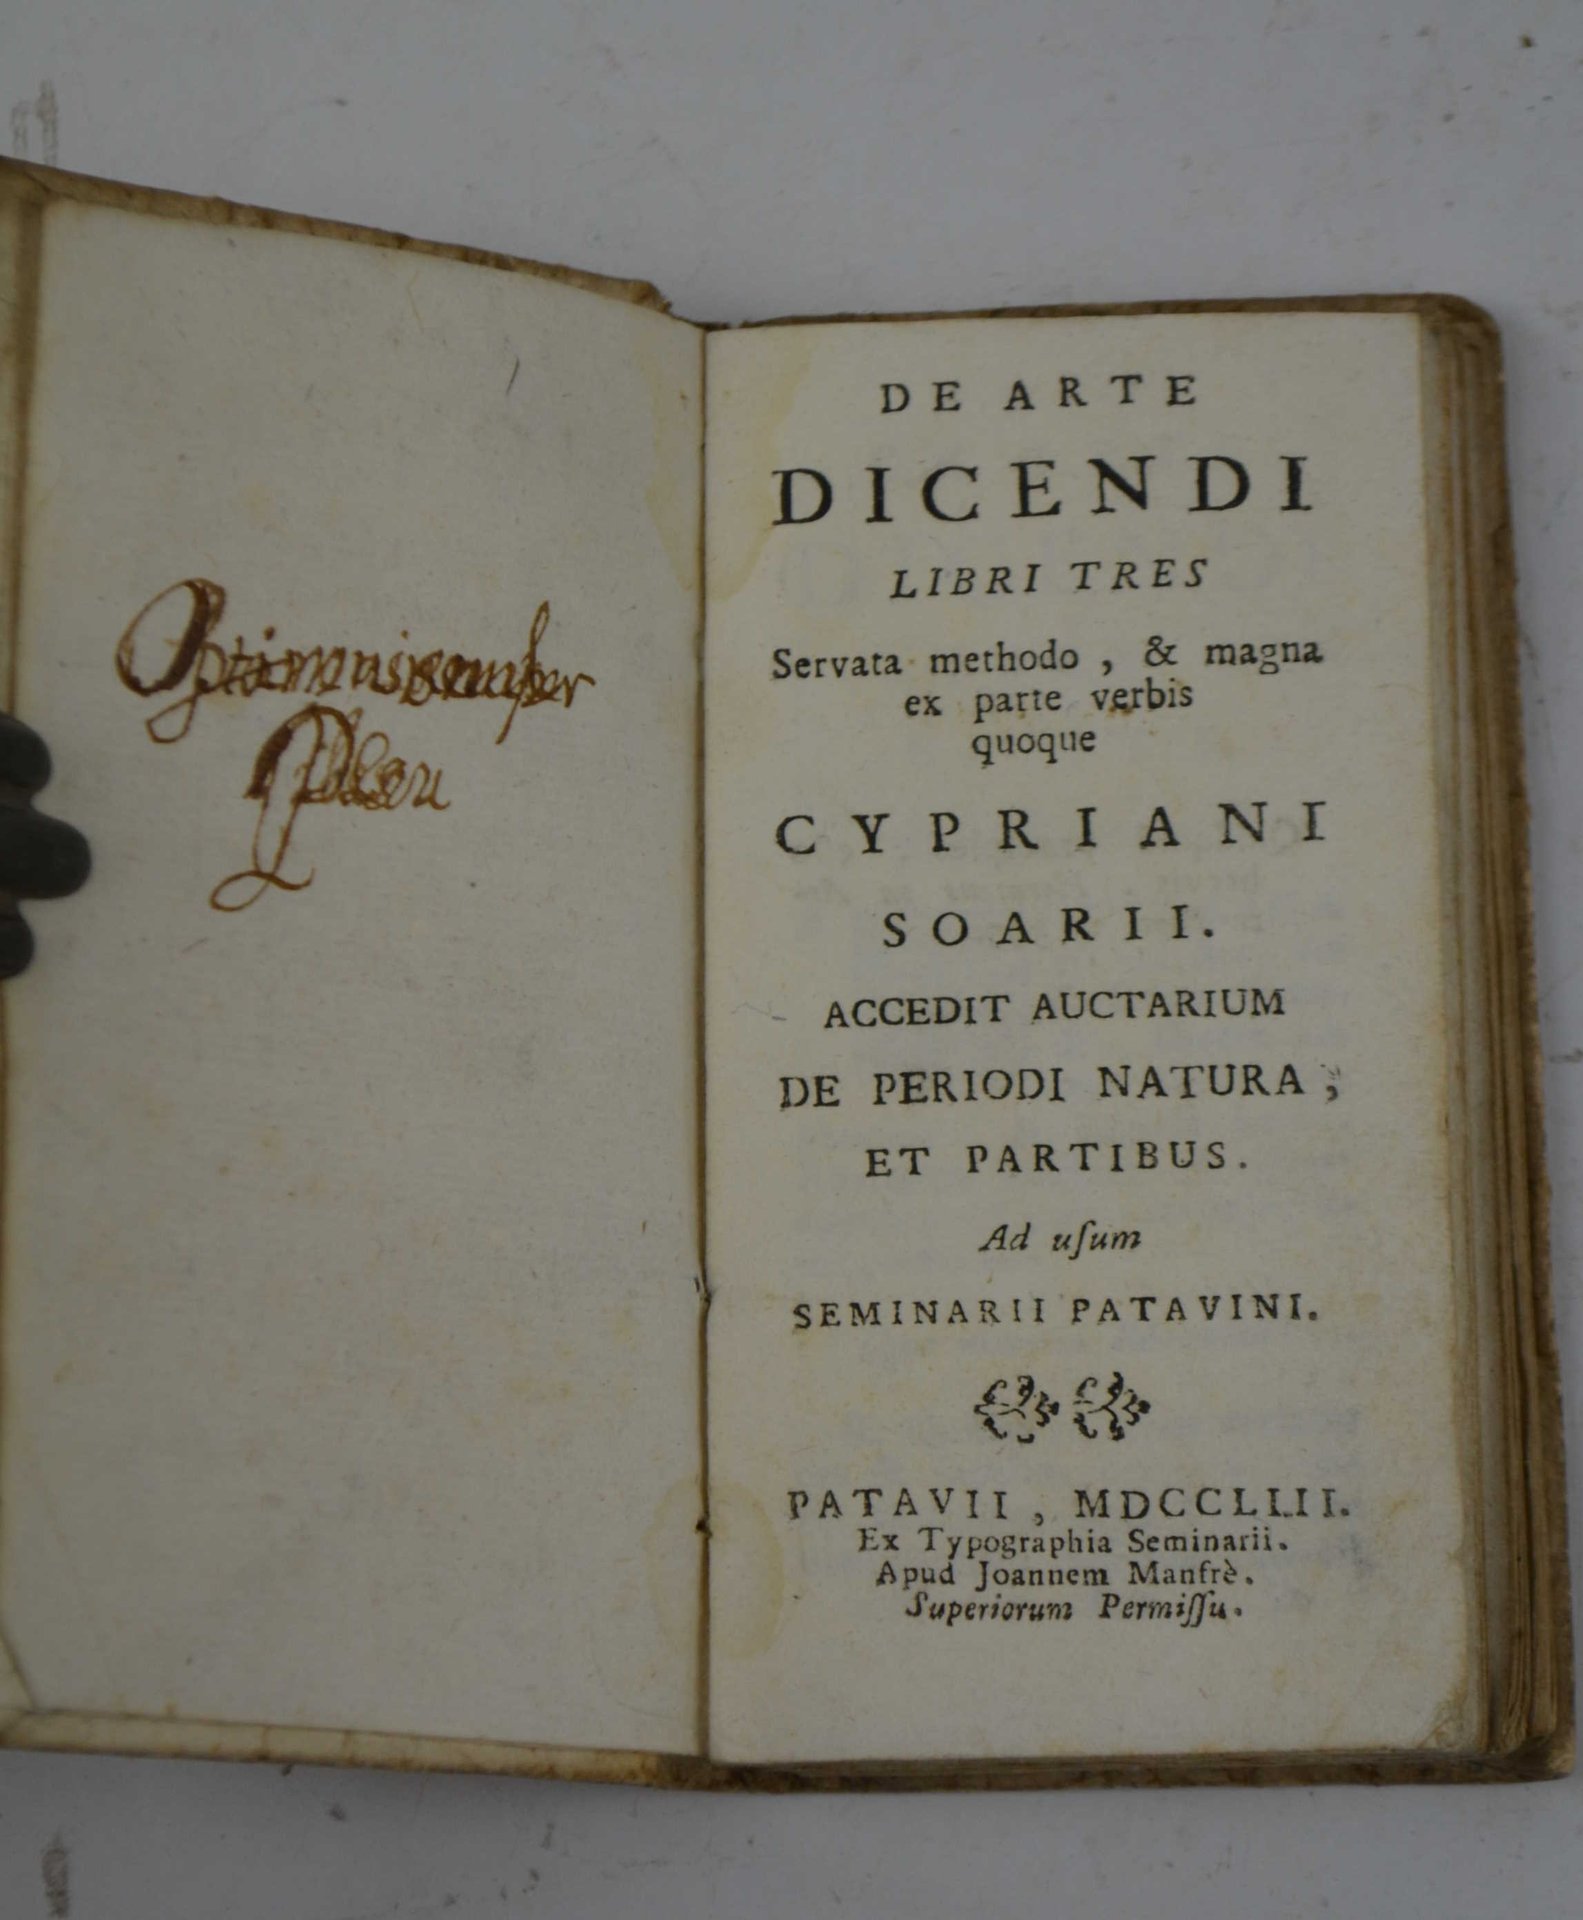 DE ARTE
DICENDI
LIBRI TRES
Servata methodo, & magna
ex parte verbis
quoque
CYPRIANI
SOARII.
ACCEDIT AUCTARIUM
DE PERIODI NATURA,
ET PARTIBUS.
Ad uſum
SEMINARII PATAVINI.
PATAVII, MDCCLIII.
Ex Typographia Seminarii.
Apud Joannem Manfrè.
Superiorum Permiſſu.